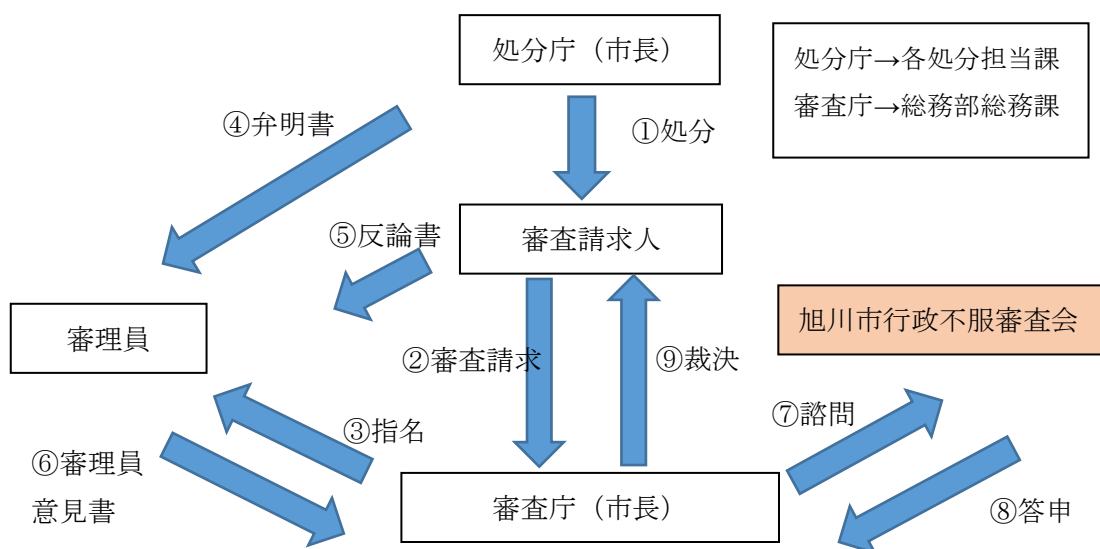 処分庁（市長）
処分庁→各処分担当課
審査庁→総務部総務課
④弁明書
①処分
⑤反論書
審査請求人
審理員
旭川市行政不服審査会
②審査請求
⑨裁決
③指名
⑦諮問
⑥審理員
意見書
審査庁（市長）
⑧答申